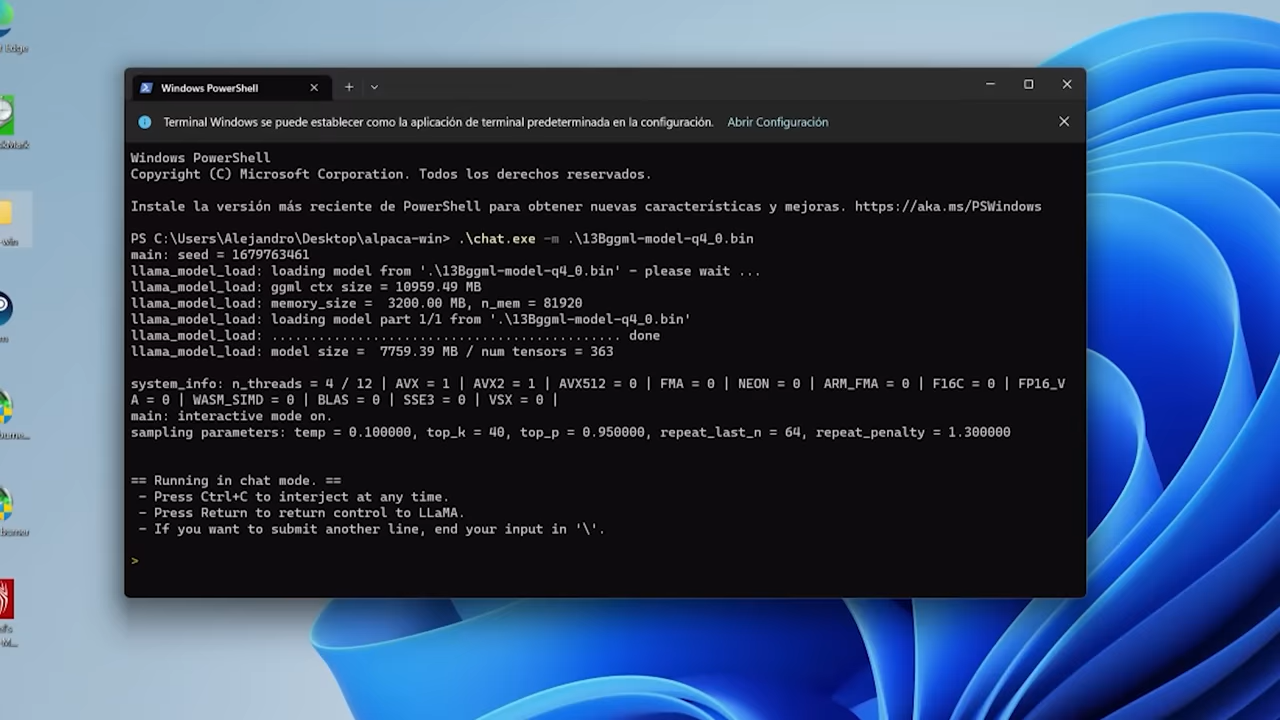 Edge
Windows PowerShell
Terminal Windows se puede establecer como la aplicación de terminal predeterminada en la configuración. Abrir Configuración
Windows PowerShell
Copyright (C) Microsoft Corporation. Todos los derechos reservados.
Instale la versión más reciente de PowerShell para obtener nuevas características y mejoras. https://aka.ms/PSWindows
PS C:\Users\Alejandro\Desktop\alpaca-win> .\chat.exe -m .\13Bggml-model-q4_0.bin
main: seed = 1679763461
llama_model_load: loading model from '.\13Bggml-model-q4_0.bin' - please wait ...
llama_model_load: ggml ctx size = 10959.49 MB
llama_model_load: memory_size =  3200.00 MB, n_mem = 81920
llama_model_load: loading model part 1/1 from '.\13Bggml-model-q4_0.bin'
llama_model_load: ............................................. done
llama_model_load: model size =  7759.39 MB / num tensors = 363
system_info: n_threads = 4 / 12 | AVX = 1 | AVX2 = 1 | AVX512 = 0 | FMA = 0 | NEON = 0 | ARM_FMA = 0 | F16C = 0 | FP16_V
A = 0 | WASM_SIMD = 0 | BLAS = 0 | SSE3 = 0 | VSX = 0 |
main: interactive mode on.
sampling parameters: temp = 0.100000, top_k = 40, top_p = 0.950000, repeat_last_n = 64, repeat_penalty = 1.300000
== Running in chat mode. ==
- Press Ctrl+C to interject at any time.
- Press Return to return control to LLaMA.
- If you want to submit another line, end your input in '\'.
>